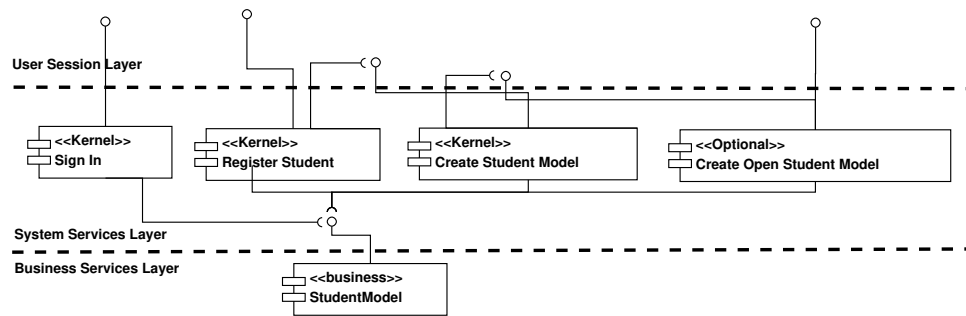 User Session Layer
<<Kernel>>
Sign In
<<Kernel>>
Register Student
<<Kernel>>
Create Student Model
<<Optional>>
Create Open Student Model
System Services Layer
Business Services Layer
<<business>>
StudentModel